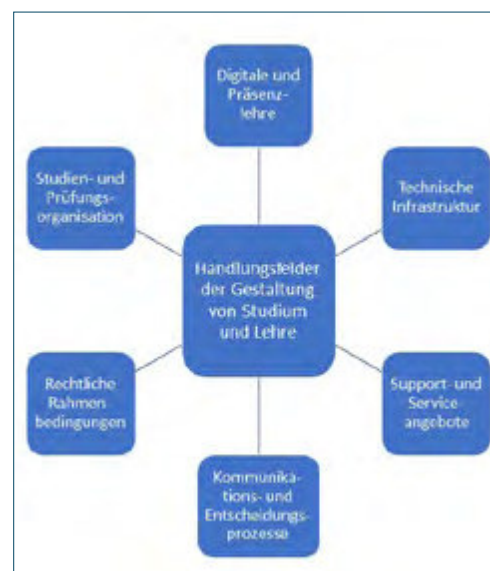 Digitale und
Präsenz-
lehre
Studien- und
Prüfungs-
organisation
Technische
Infrastruktur
Handlungsfelder
der Gestaltung
von Studium
und Lehre
Rechtliche
Rahmen
bedingungen
Support- und
Service
angebote
Kommunika-
tions- und
Entscheidungs-
prozesse